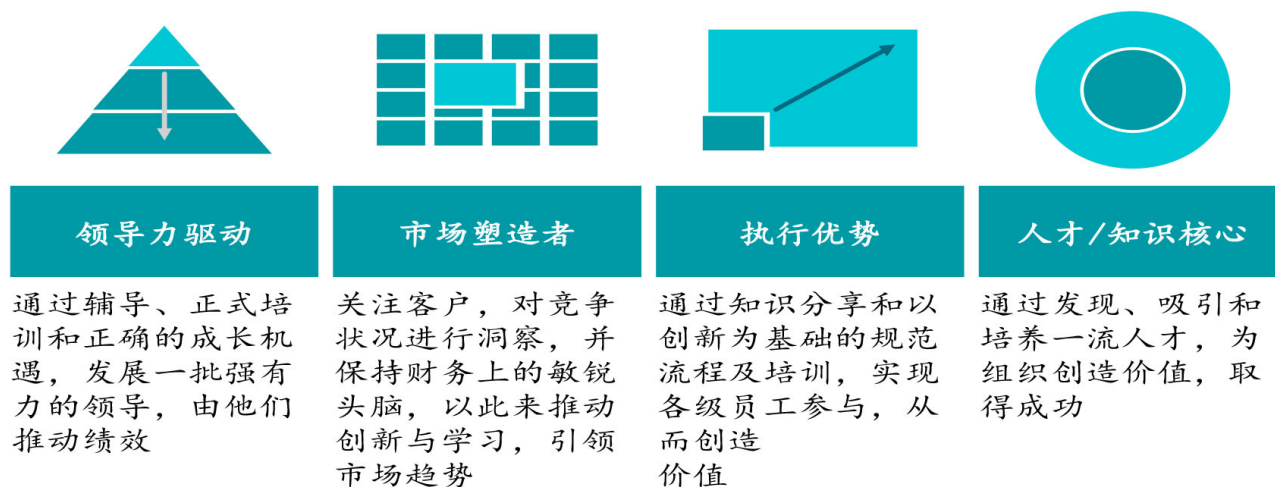 领导力驱动
通过辅导、正式培
训和正确的成长机
遇，发展一批强有
力的领导，由他们
推动绩效
市场塑造者
关注客户，对竞争
状况进行洞察，并
保持财务上的敏锐
头脑，以此来推动
创新与学习，引领
市场趋势
执行优势
通过知识分享和以
创新为基础的规范
流程及培训，实现
各级员工参与，从
而创造
价值
人才/知识核心
通过发现、吸引和
培养一流人才，为
组织创造价值，取
得成功